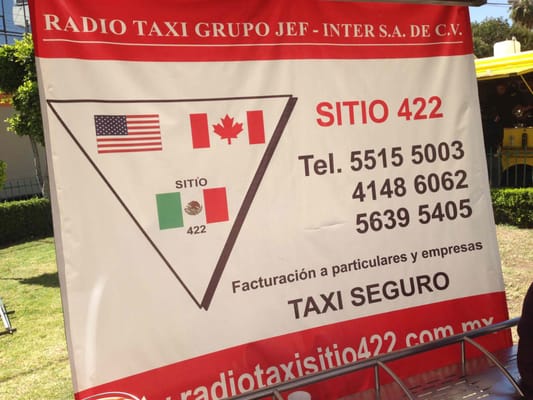 RADIO TAXI GRUPO JEF - INTER S.A. DE C.V.
SITIO
422
SITIO 422
Tel. 5515 5003
4148 6062
5639 5405
Facturación a particulares y empresas
TAXI SEGURO
.radiotaxisitio422.com.mx